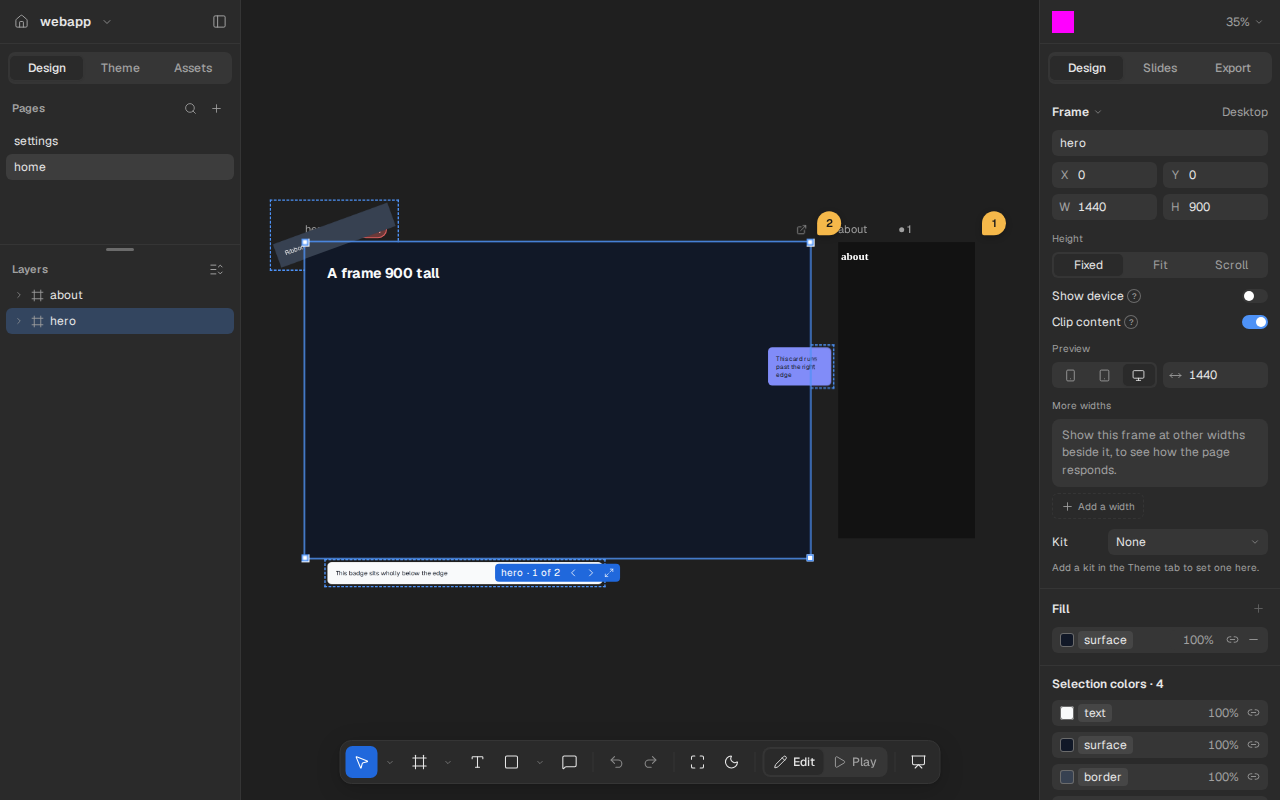 webapp
Design
Theme
Assets
Pages
settings
home
Layers
about
hero
Ribbon
2
about
1
1
A frame 900 tall
about
This card runs
past the right
edge
This badge sits wholly below the edge
hero · 1 of 2
Edit
Play
35%
Design
Slides
Export
Frame
Desktop
hero
X 0
Y 0
W 1440
H 900
Height
Fixed
Fit
Scroll
Show device ?
Clip content ?
Preview
1440
More widths
Show this frame at other widths
beside it, to see how the page
responds.
Add a width
Kit
None
Add a kit in the Theme tab to set one here.
Fill
surface
100%
Selection colors · 4
text
100%
surface
100%
border
100%